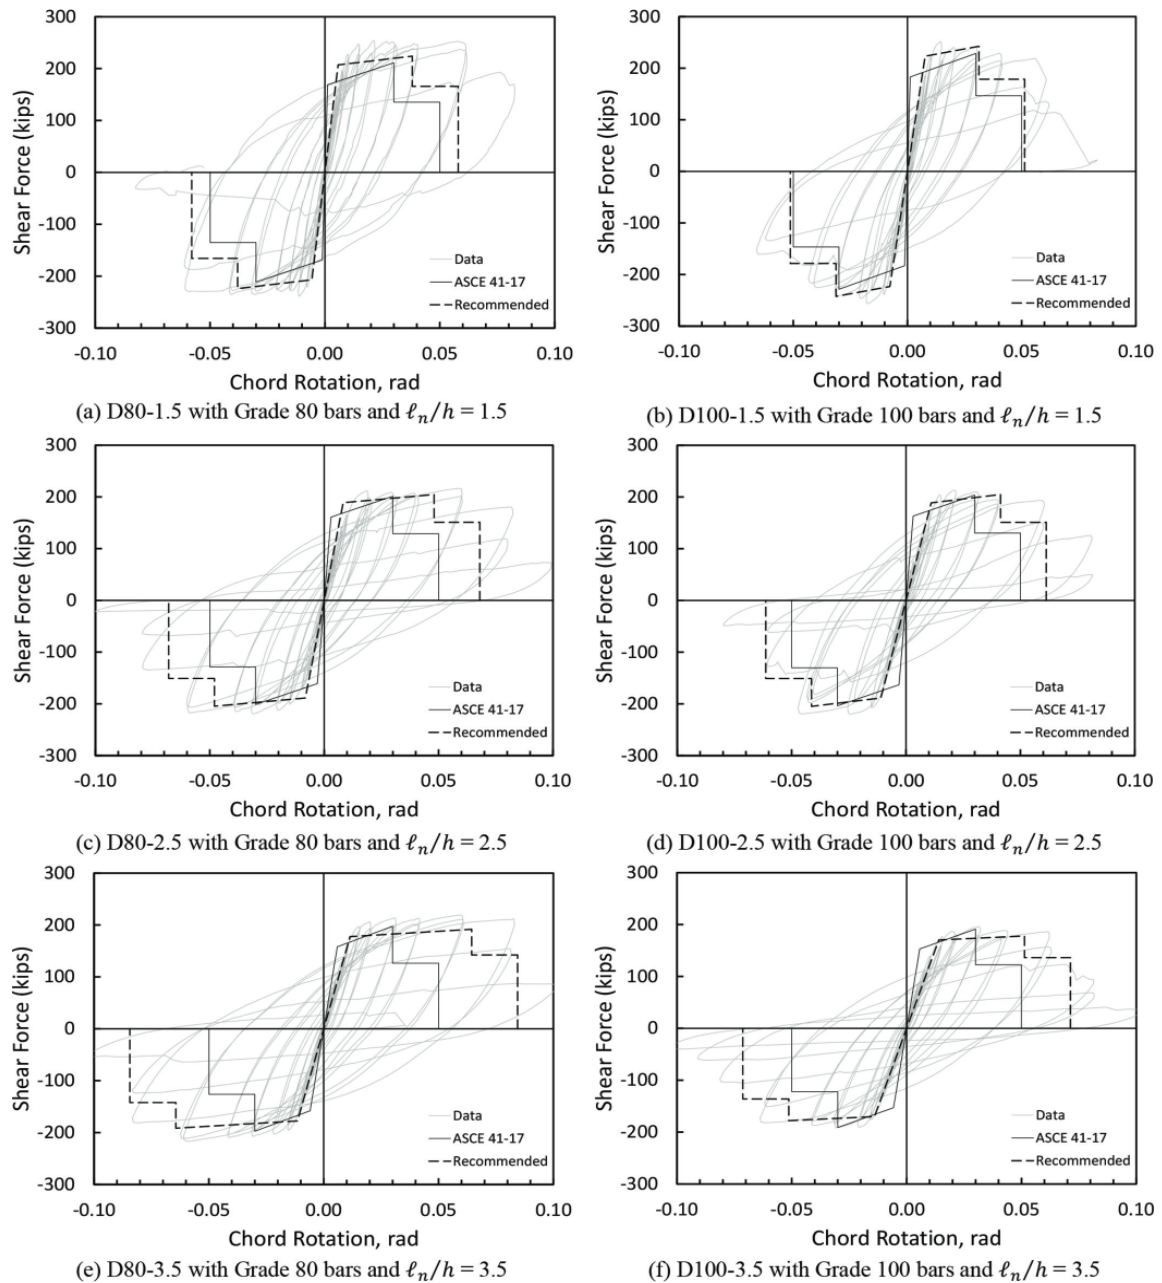 300
200
100
0
-100
-200
-300
Shear Force (kips)
Data
ASCE 41-17
Recommended
-0.10 -0.05 0.00 0.05 0.10
Chord Rotation, rad
(a) D80-1.5 with Grade 80 bars and ℓn/h = 1.5
300
200
100
0
-100
-200
-300
Shear Force (kips)
Data
ASCE 41-17
Recommended
-0.10 -0.05 0.00 0.05 0.10
Chord Rotation, rad
(b) D100-1.5 with Grade 100 bars and ℓn/h = 1.5
300
200
100
0
-100
-200
-300
Shear Force (kips)
Data
ASCE 41-17
Recommended
-0.10 -0.05 0.00 0.05 0.10
Chord Rotation, rad
(c) D80-2.5 with Grade 80 bars and ℓn/h = 2.5
300
200
100
0
-100
-200
-300
Shear Force (kips)
Data
ASCE 41-17
Recommended
-0.10 -0.05 0.00 0.05 0.10
Chord Rotation, rad
(d) D100-2.5 with Grade 100 bars and ℓn/h = 2.5
300
200
100
0
-100
-200
-300
Shear Force (kips)
Data
ASCE 41-17
Recommended
-0.10 -0.05 0.00 0.05 0.10
Chord Rotation, rad
(e) D80-3.5 with Grade 80 bars and ℓn/h = 3.5
300
200
100
0
-100
-200
-300
Shear Force (kips)
Data
ASCE 41-17
Recommended
-0.10 -0.05 0.00 0.05 0.10
Chord Rotation, rad
(f) D100-3.5 with Grade 100 bars and ℓn/h = 3.5